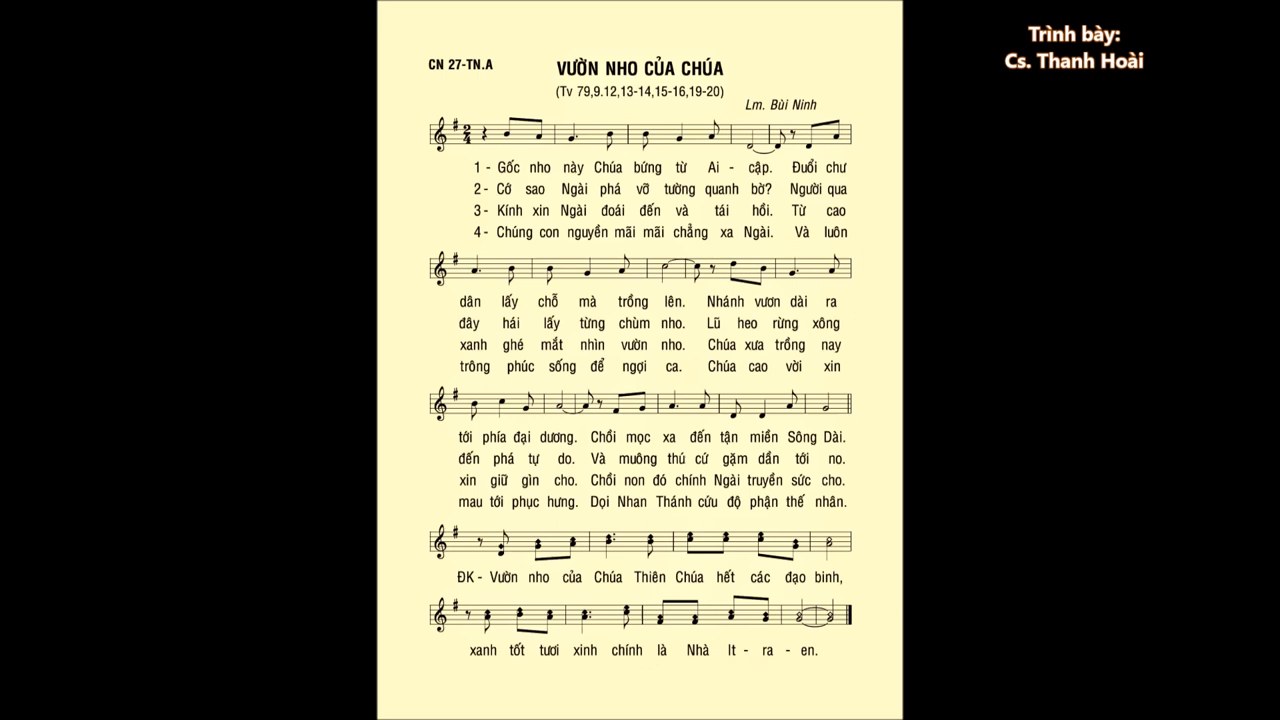 Trình bày:
Cs. Thanh Hoài
CN 27-TN.A
VƯỜN NHO CỦA CHÚA
(Tv 79,9.12,13-14,15-16,19-20)
Lm. Bùi Ninh
1 - Gốc nho này Chúa bứng từ Ai - cập. Đuổi chư
2 - Cớ sao Ngài phá vỡ tường quanh bờ? Người qua
3 - Kính xin Ngài đoái đến và tái hồi. Từ cao
4 - Chúng con nguyền mãi mãi chẳng xa Ngài. Và luôn
dân lấy chỗ mà trồng lên. Nhánh vươn dài ra
đây hái lấy từng chùm nho. Lũ heo rừng xông
xanh ghé mắt nhìn vườn nho. Chúa xưa trồng nay
trông phúc sống để ngợi ca. Chúa cao vời xin
tới phía đại dương. Chồi mọc xa đến tận miền Sông Dài.
đến phá tự do. Và muông thú cứ gặm dần tới no.
xin giữ gìn cho. Chồi non đó chính Ngài truyền sức cho.
mau tới phục hưng. Dọi Nhan Thánh cứu độ phận thế nhân.
ĐK - Vườn nho của Chúa Thiên Chúa hết các đạo binh,
xanh tốt tươi xinh chính là Nhà It - ra - en.